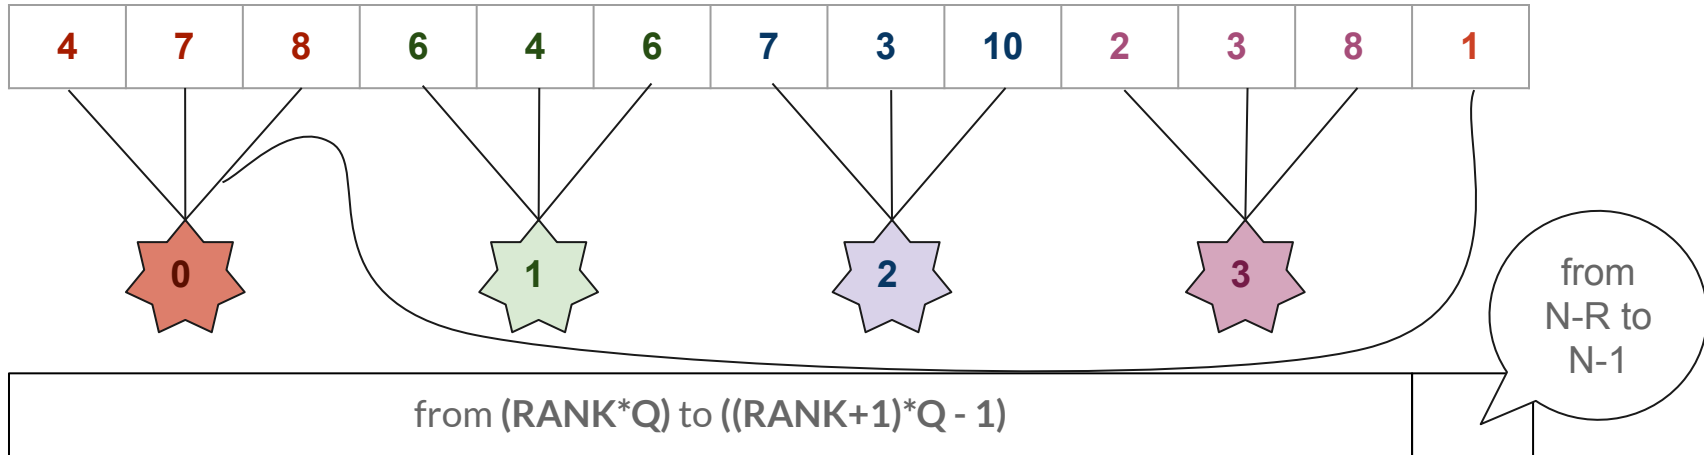 4 7 8 6 4 6 7 3 10 2 3 8 1
0 1 2 3
from
N-R to
N-1
from (RANK*Q) to ((RANK+1)*Q - 1)